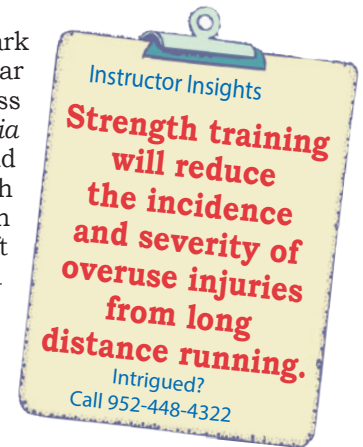 Instructor Insights
Strength training
will reduce
the incidence
and severity of
overuse injuries
from long
distance running.
Intrigued?
Call 952-448-4322